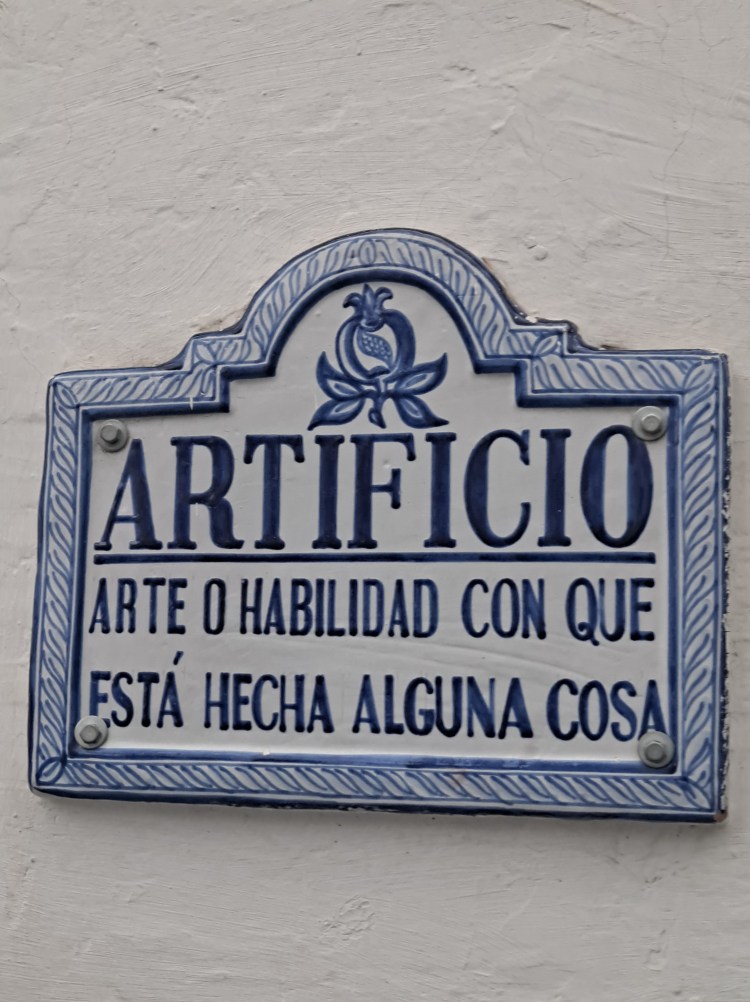 ARTIFICIO
ARTE O HABILIDAD CON QUE
ESTÁ HECHA ALGUNA COSA